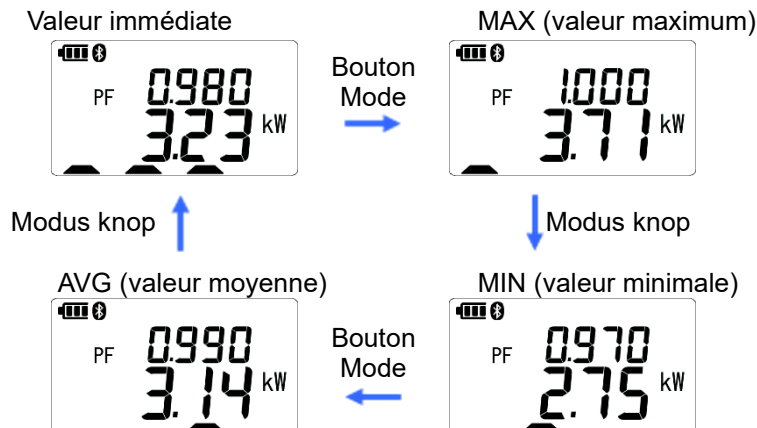 Valeur immédiate
PF 0.980
3.23 kW
Bouton
Mode
MAX (valeur maximum)
PF 1.000
3.71 kW
Modus knop
Modus knop
AVG (valeur moyenne)
PF 0.990
3.14 kW
Bouton
Mode
MIN (valeur minimale)
PF 0.970
2.75 kW